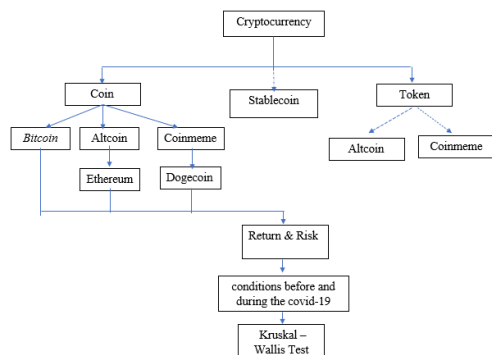 Cryptocurrency
Coin
Stablecoin
Token
Bitcoin
Altcoin
Coinmeme
Altcoin
Coinmeme
Ethereum
Dogecoin
Return & Risk
conditions before and
during the covid-19
Kruskal –
Wallis Test